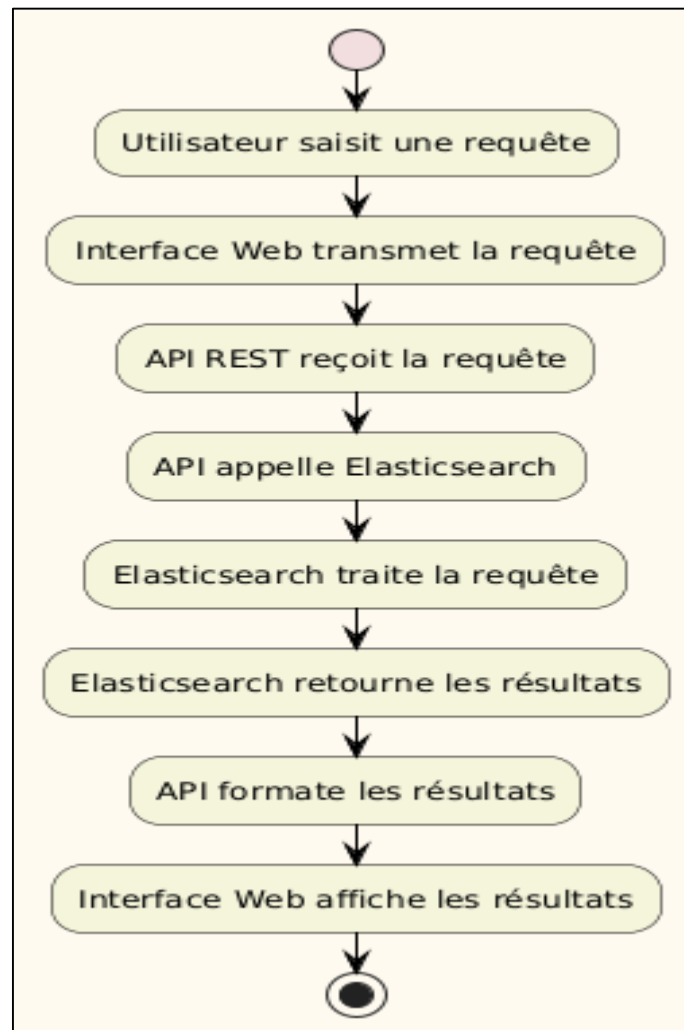 Utilisateur saisit une requête
Interface Web transmet la requête
API REST reçoit la requête
API appelle Elasticsearch
Elasticsearch traite la requête
Elasticsearch retourne les résultats
API formate les résultats
Interface Web affiche les résultats